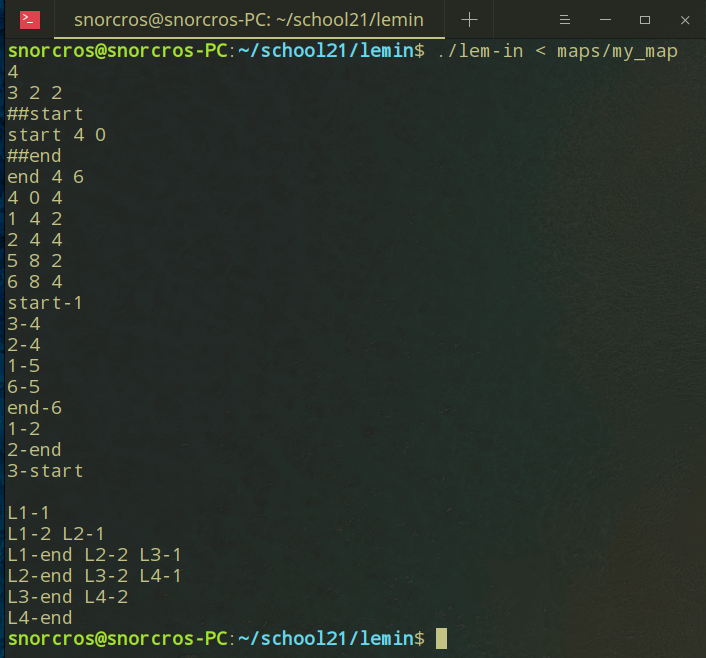 snorcros@snorcros-PC: ~/school21/lemin
snorcros@snorcros-PC:~/school21/lemin$ ./lem-in < maps/my_map
4
3 2 2
##start
start 4 0
##end
end 4 6
4 0 4
1 4 2
2 4 4
5 8 2
6 8 4
start-1
3-4
2-4
1-5
6-5
end-6
1-2
2-end
3-start

L1-1
L1-2 L2-1
L1-end L2-2 L3-1
L2-end L3-2 L4-1
L3-end L4-2
L4-end
snorcros@snorcros-PC:~/school21/lemin$